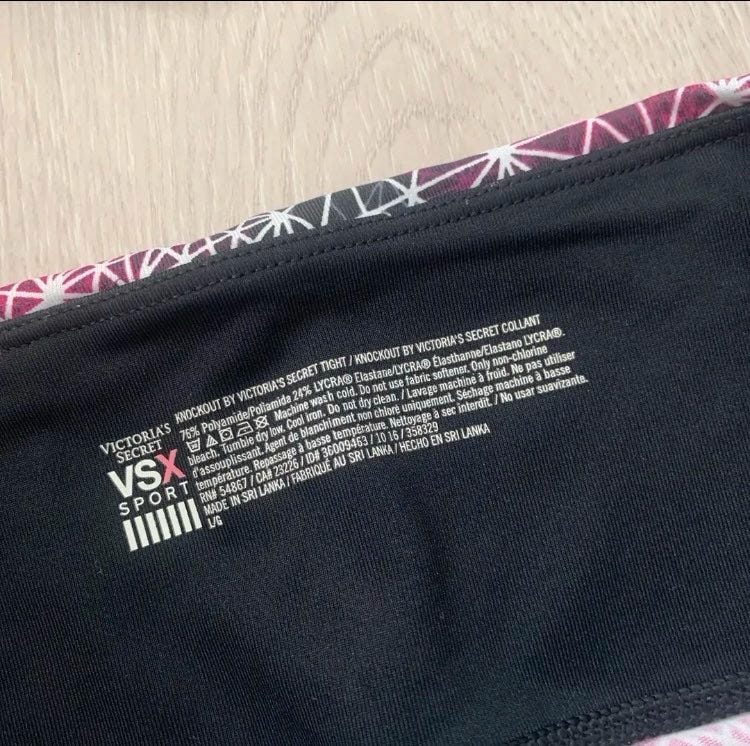 VICTORIA'S
SECRET
VSX
SPORT
KNOCKOUT BY VICTORIA'S SECRET TIGHT / KNOCKOUT BY VICTORIA'S SECRET COLLANT
76% Polyamide/Poliamida 24% LYCRA® Elastane/LYCRA® Élasthanne/Elastano LYCRA®.
Machine wash cold. Do not use fabric softener. Only non-chlorine
bleach. Tumble dry low. Cool iron. Do not dry clean. / Lavage machine à froid. Ne pas utiliser
d'assouplissant. Agent de blanchiment non chlore uniquement. Séchage machine à basse
température. Repassage à basse température. Nettoyage à sec interdit. / No usar suavizante.
RN# 54867 / CA# 23226 / ID# 36009463 / 10 16 / 358329
MADE IN SRI LANKA / FABRIQUÉ AU SRI LANKA / HECHO EN SRI LANKA
L/G